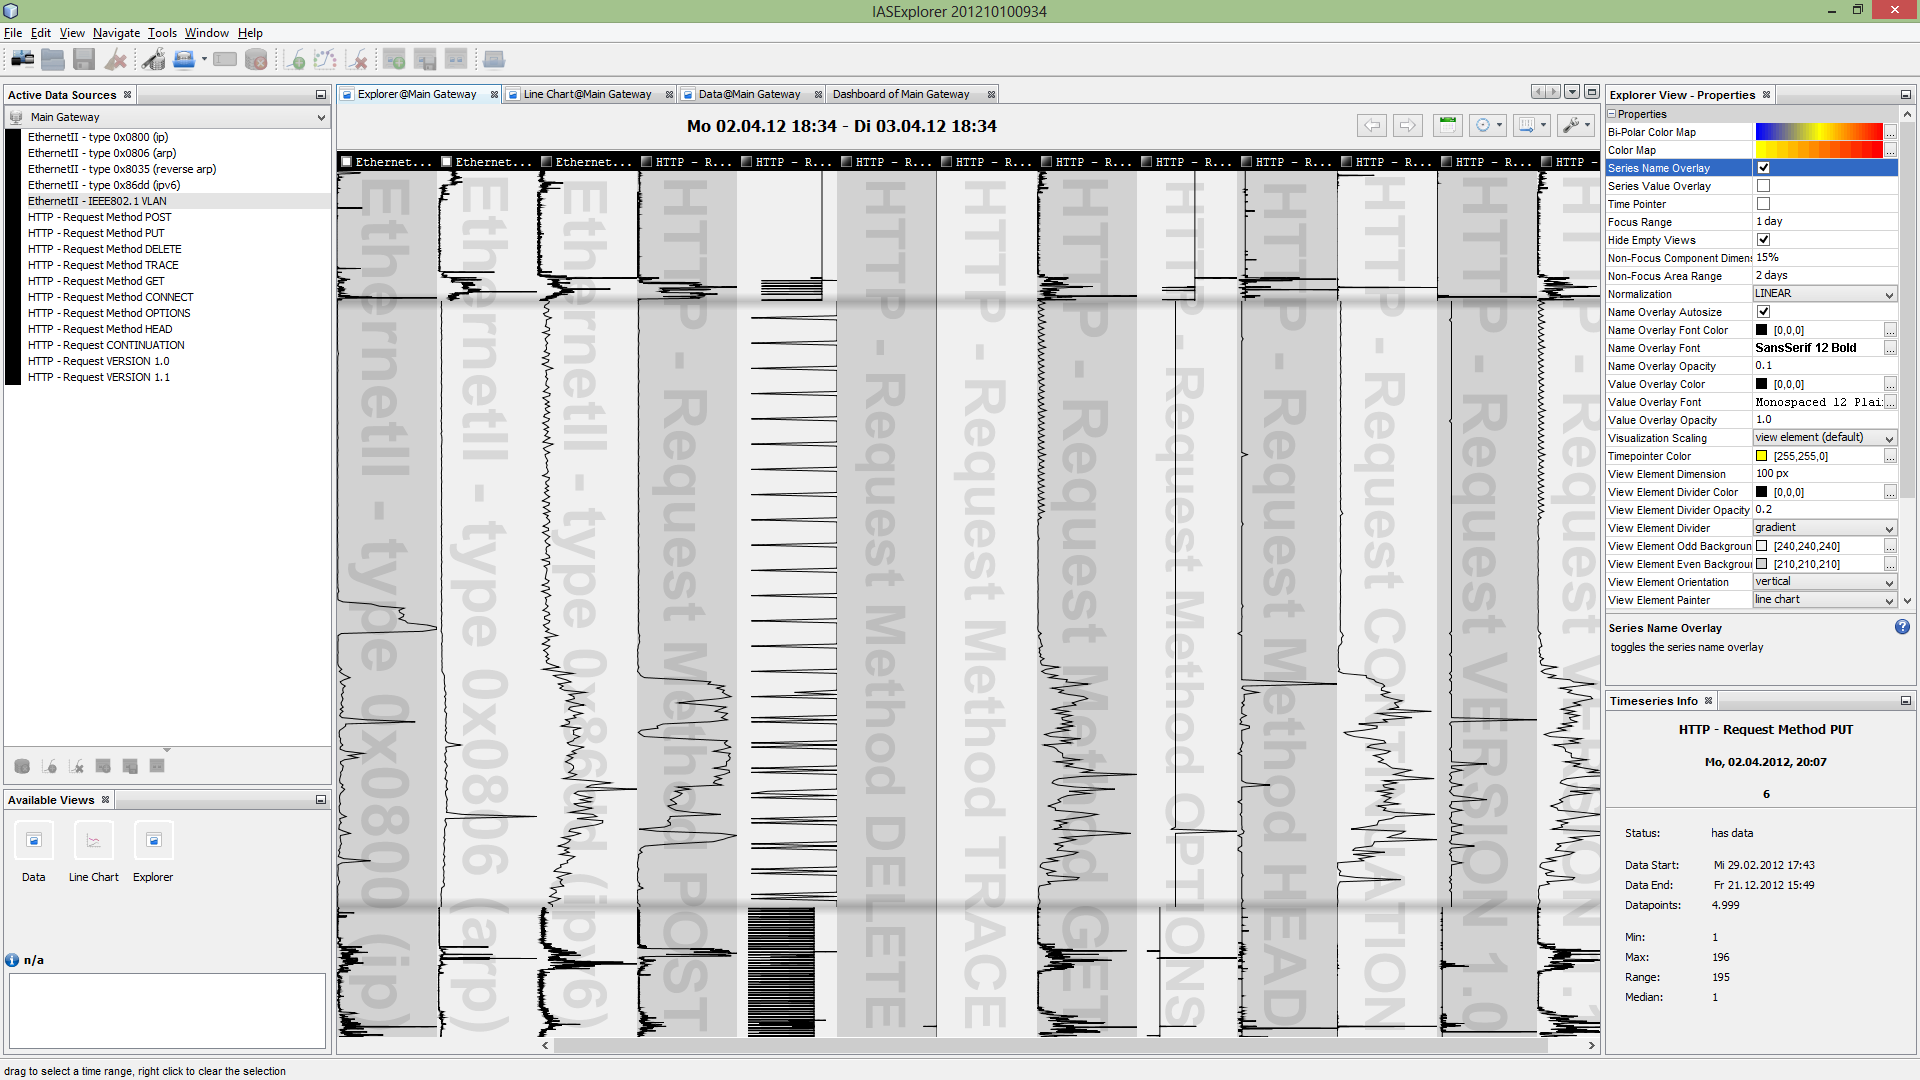 IASExplorer 201210100934
File Edit View Navigate Tools Window Help
Active Data Sources
Main Gateway
EthernetII - type 0x0800 (ip)
EthernetII - type 0x0806 (arp)
EthernetII - type 0x8035 (reverse arp)
EthernetII - type 0x86dd (ipv6)
EthernetII - IEEE802.1 VLAN
HTTP - Request Method POST
HTTP - Request Method PUT
HTTP - Request Method DELETE
HTTP - Request Method TRACE
HTTP - Request Method GET
HTTP - Request Method CONNECT
HTTP - Request Method OPTIONS
HTTP - Request Method HEAD
HTTP - Request CONTINUATION
HTTP - Request VERSION 1.0
HTTP - Request VERSION 1.1
Available Views
Data Line Chart Explorer
n/a
Explorer@Main Gateway Line Chart@Main Gateway Data@Main Gateway Dashboard of Main Gateway
Mo 02.04.12 18:34 - Di 03.04.12 18:34
Ethernet... Ethernet... Ethernet... HTTP - R... HTTP - R... HTTP - R... HTTP - R... HTTP - R... HTTP - R... HTTP - R... HTTP - R... HTTP - R... HTTP -
EthernetII - type 0x0800 (ip)
EthernetII - type 0x0806 (arp)
EthernetII - type 0x86dd (ipv6)
HTTP - Request Method POST
HTTP - Request Method DELETE
HTTP - Request Method TRACE
HTTP - Request Method GET
HTTP - Request Method OPTIONS
HTTP - Request Method HEAD
HTTP - Request CONTINUATION
HTTP - Request VERSION 1.0
HTTP - Request VERSION 1.1
Explorer View - Properties
Properties
Bi-Polar Color Map ...
Color Map ...
Series Name Overlay
Series Value Overlay
Time Pointer
Focus Range 1 day
Hide Empty Views
Non-Focus Component Dimens 15%
Non-Focus Area Range 2 days
Normalization LINEAR
Name Overlay Autosize
Name Overlay Font Color [0,0,0] ...
Name Overlay Font SansSerif 12 Bold ...
Name Overlay Opacity 0.1
Value Overlay Color [0,0,0] ...
Value Overlay Font Monospaced 12 Plai ...
Value Overlay Opacity 1.0
Visualization Scaling view element (default)
Timepointer Color [255,255,0] ...
View Element Dimension 100 px
View Element Divider Color [0,0,0] ...
View Element Divider Opacity 0.2
View Element Divider gradient
View Element Odd Backgroun [240,240,240] ...
View Element Even Backgroun [210,210,210] ...
View Element Orientation vertical
View Element Painter line chart
Series Name Overlay
toggles the series name overlay
Timeseries Info
HTTP - Request Method PUT
Mo, 02.04.2012, 20:07
6
Status: has data
Data Start: Mi 29.02.2012 17:43
Data End: Fr 21.12.2012 15:49
Datapoints: 4.999
Min: 1
Max: 196
Range: 195
Median: 1
drag to select a time range, right click to clear the selection